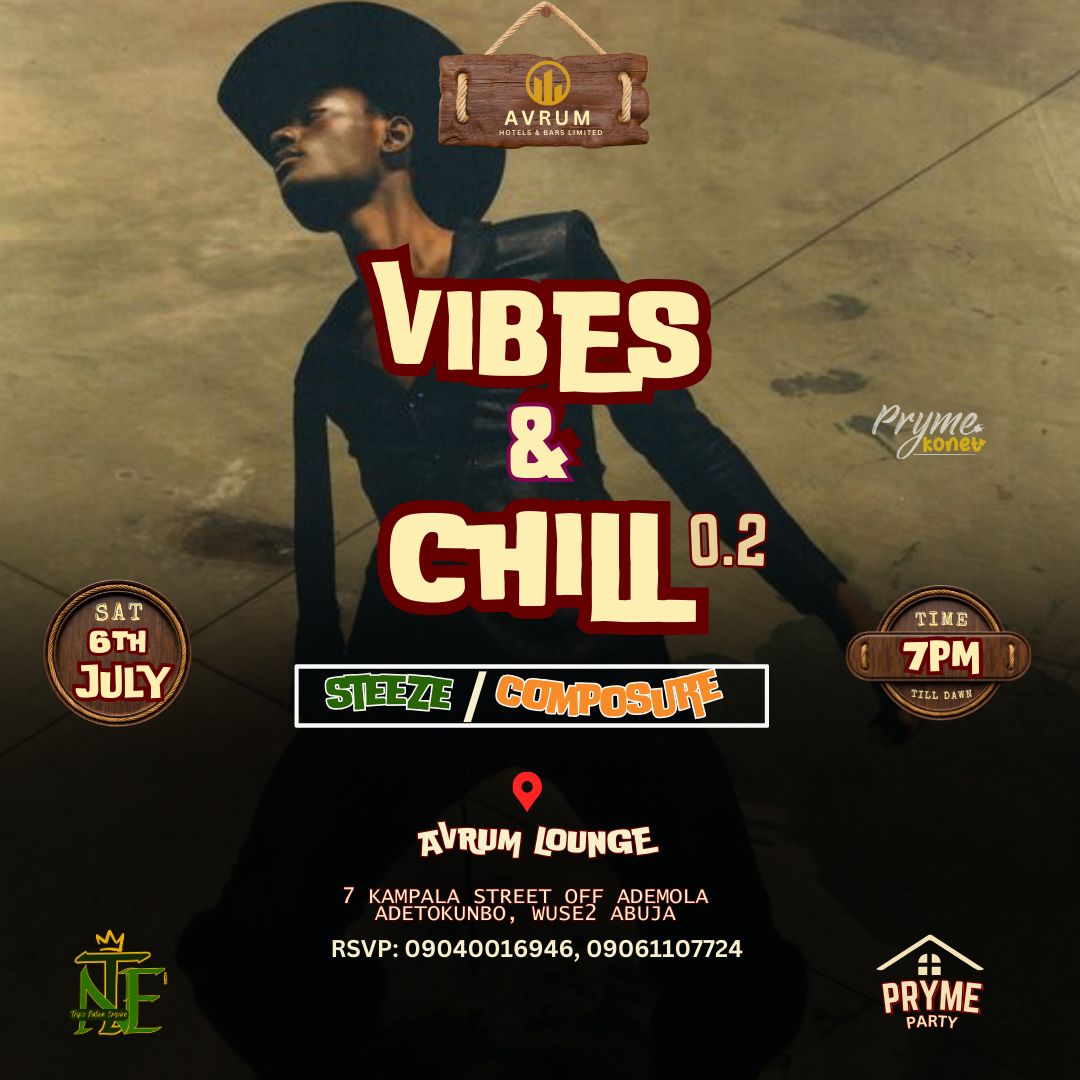 AVRUM
HOTELS & BARS LIMITED
VIBES
&
CHILL 0.2
Pryme
konet
SAT
6TH
JULY
TIME
7PM
TILL DAWN
STEEZE / COMPOSURE
AVRUM LOUNGE
7 KAMPALA STREET OFF ADEMOLA
ADETOKUNBO, WUSE2 ABUJA
RSVP: 09040016946, 09061107724
PRYME
PARTY